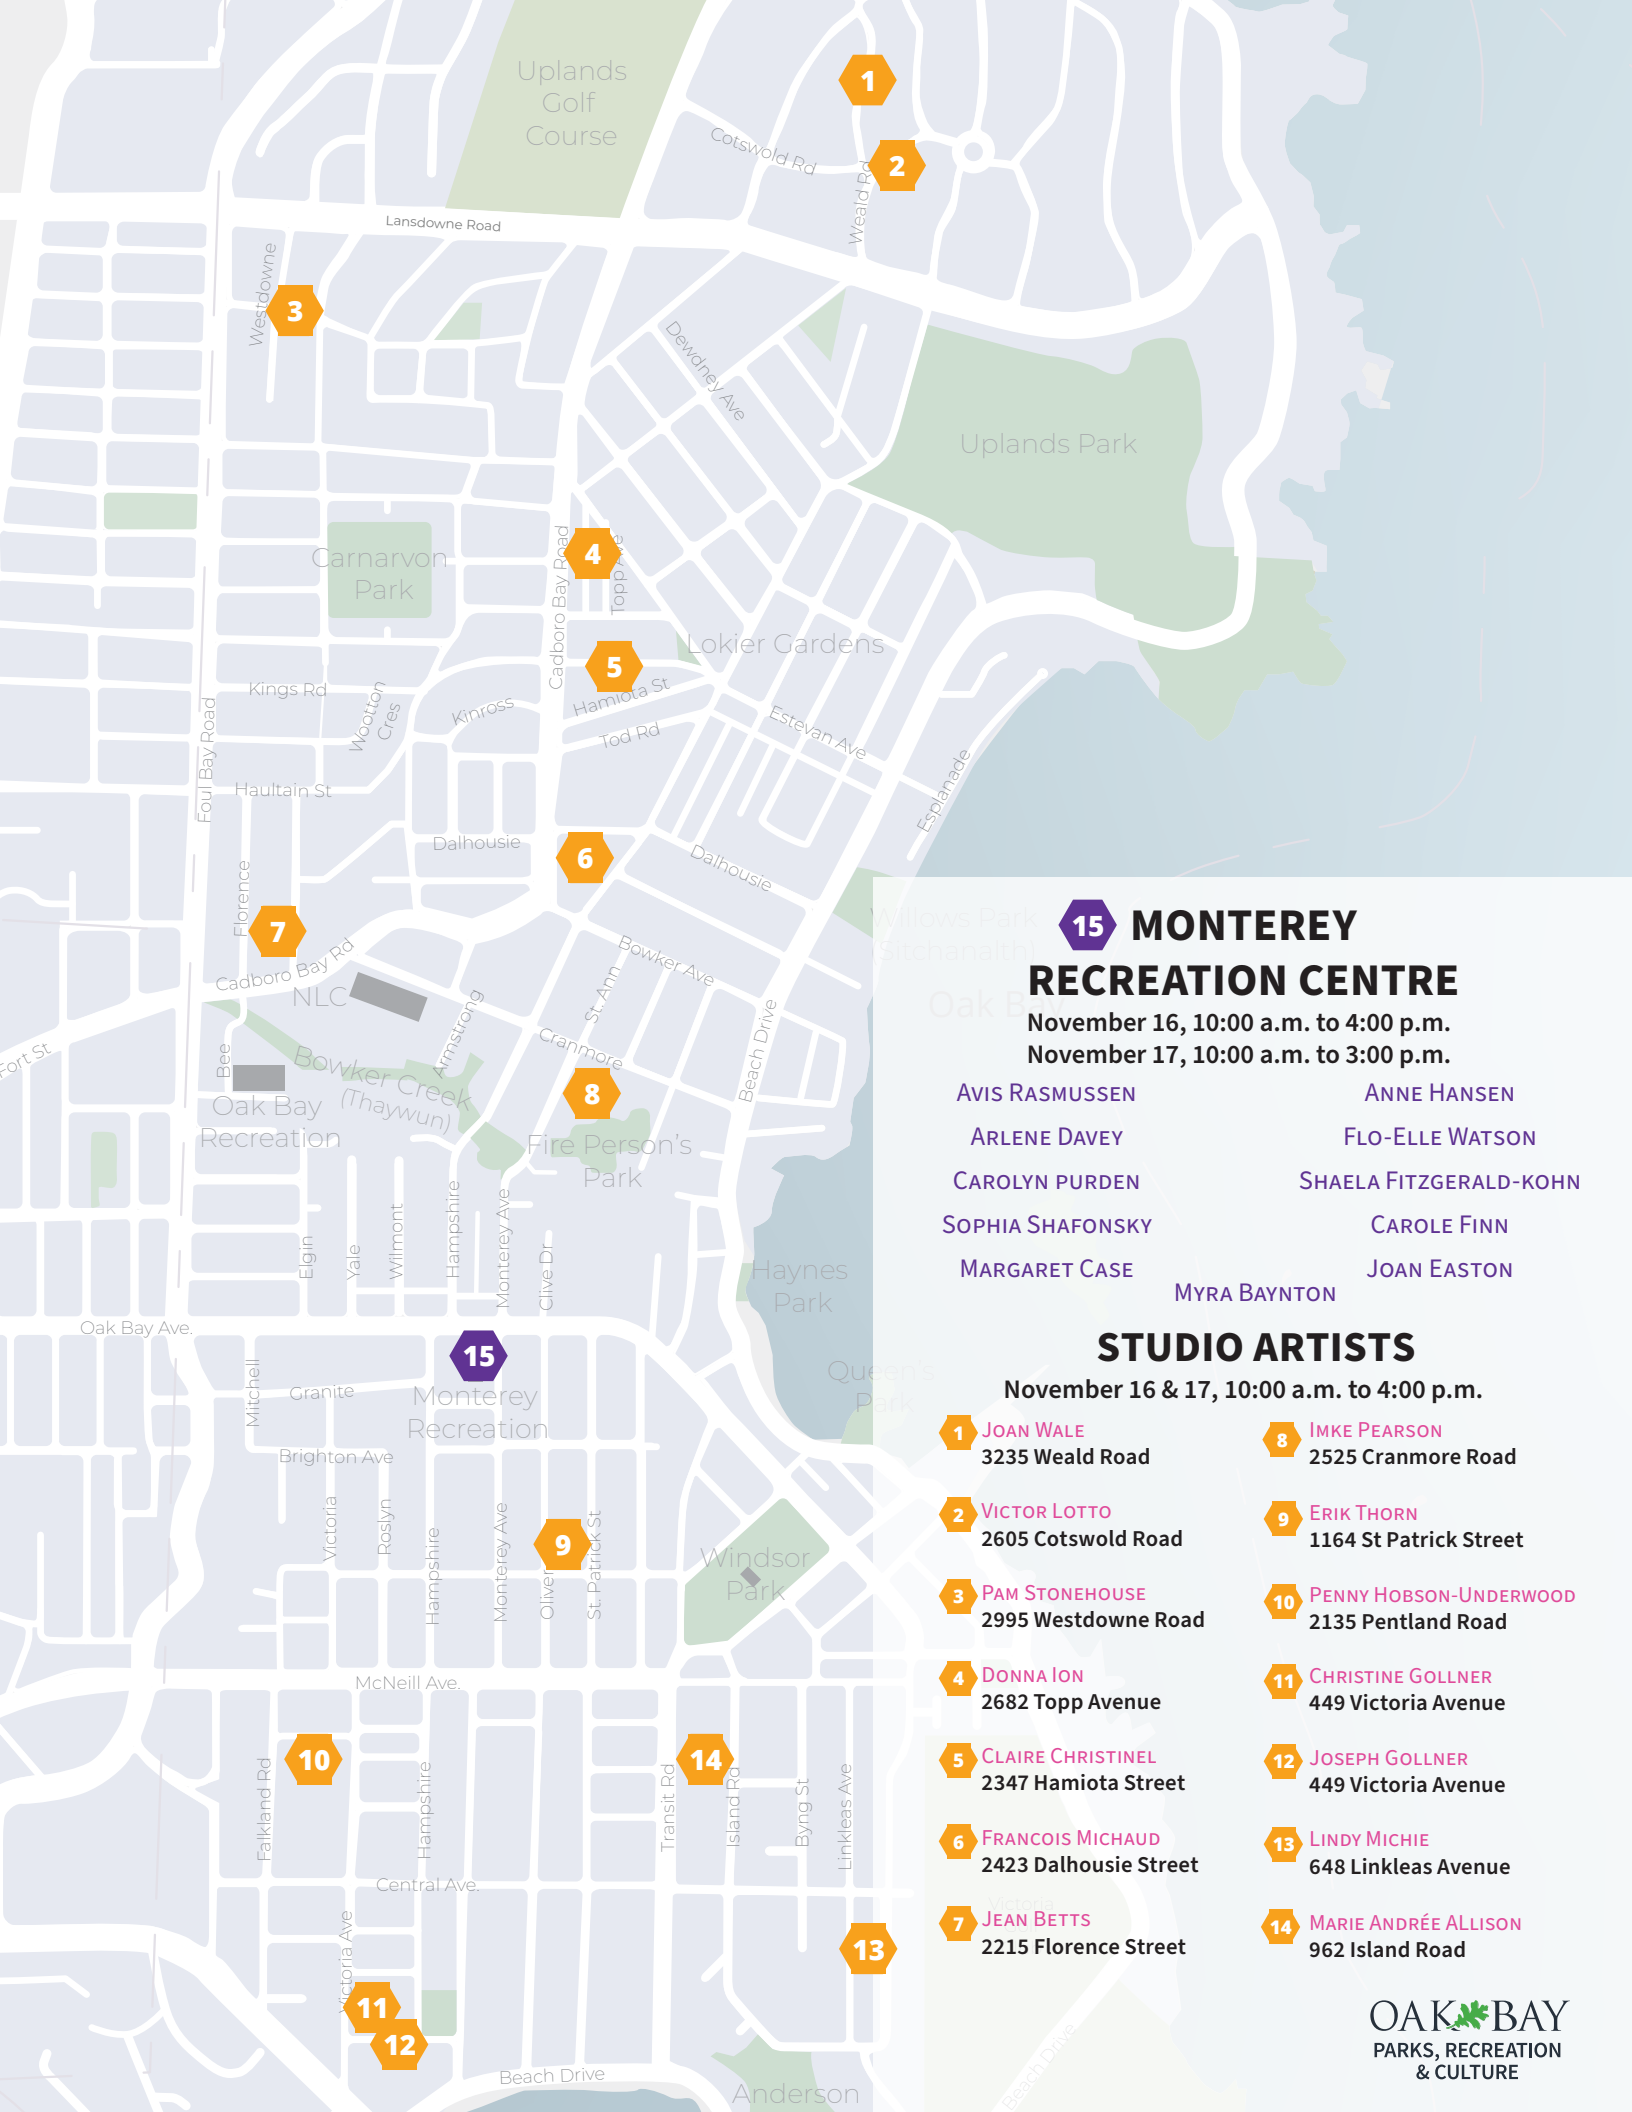 Uplands
Golf
Course
1
Cotswold Rd
2
Weald Rd
Lansdowne Road
Westdowne
3
Dewdney Ave
Uplands Park
Carnarvon
Park
Cadboro Bay Road
4
Topp Ave
Lokier Gardens
5
Hamiota St
Kings Rd
Wootton
Cres
Kinross
Tod Rd
Estevan Ave
Foul Bay Road
Haultain St
Esplanade
Dalhousie
6
Dalhousie
Florence
7
Cadboro Bay Rd
NLC
Bowker Ave
St. Ann
Armstrong
Cranmore
Beach Drive
Fort St
Bee
Bowker Creek
(Thaywun)
Oak Bay
Recreation
8
Fire Person's
Park
Willows Park
(Sitchanalth)
Oak Bay
Elgin
Yale
Wilmont
Hampshire
Monterey Ave
Clive Dr
Haynes
Park
Oak Bay Ave.
15
Monterey
Recreation
Mitchell
Granite
Queen's
Park
Brighton Ave
Victoria
Roslyn
Hampshire
Monterey Ave
9
Oliver
St. Patrick St
Windsor
Park
McNeill Ave.
10
Falkland Rd
Hampshire
14
Transit Rd
Island Rd
Byng St
Linkleas Ave
Central Ave.
Victoria Ave
13
Victoria
11
12
Beach Drive
Anderson
Beach Drive
15 MONTEREY
RECREATION CENTRE
November 16, 10:00 a.m. to 4:00 p.m.
November 17, 10:00 a.m. to 3:00 p.m.
Avis Rasmussen
Anne Hansen
Arlene Davey
Flo-Elle Watson
Carolyn purden
Shaela Fitzgerald-kohn
Sophia Shafonsky
Carole Finn
Margaret Case
Joan Easton
Myra Baynton
STUDIO ARTISTS
November 16 & 17, 10:00 a.m. to 4:00 p.m.
1 Joan Wale
3235 Weald Road
2 Victor Lotto
2605 Cotswold Road
3 Pam Stonehouse
2995 Westdowne Road
4 Donna Ion
2682 Topp Avenue
5 Claire Christinel
2347 Hamiota Street
6 Francois Michaud
2423 Dalhousie Street
7 Jean Betts
2215 Florence Street
8 Imke Pearson
2525 Cranmore Road
9 Erik Thorn
1164 St Patrick Street
10 Penny Hobson-Underwood
2135 Pentland Road
11 Christine Gollner
449 Victoria Avenue
12 Joseph Gollner
449 Victoria Avenue
13 Lindy Michie
648 Linkleas Avenue
14 Marie Andrée ALlison
962 Island Road
OAK BAY
PARKS, RECREATION
& CULTURE